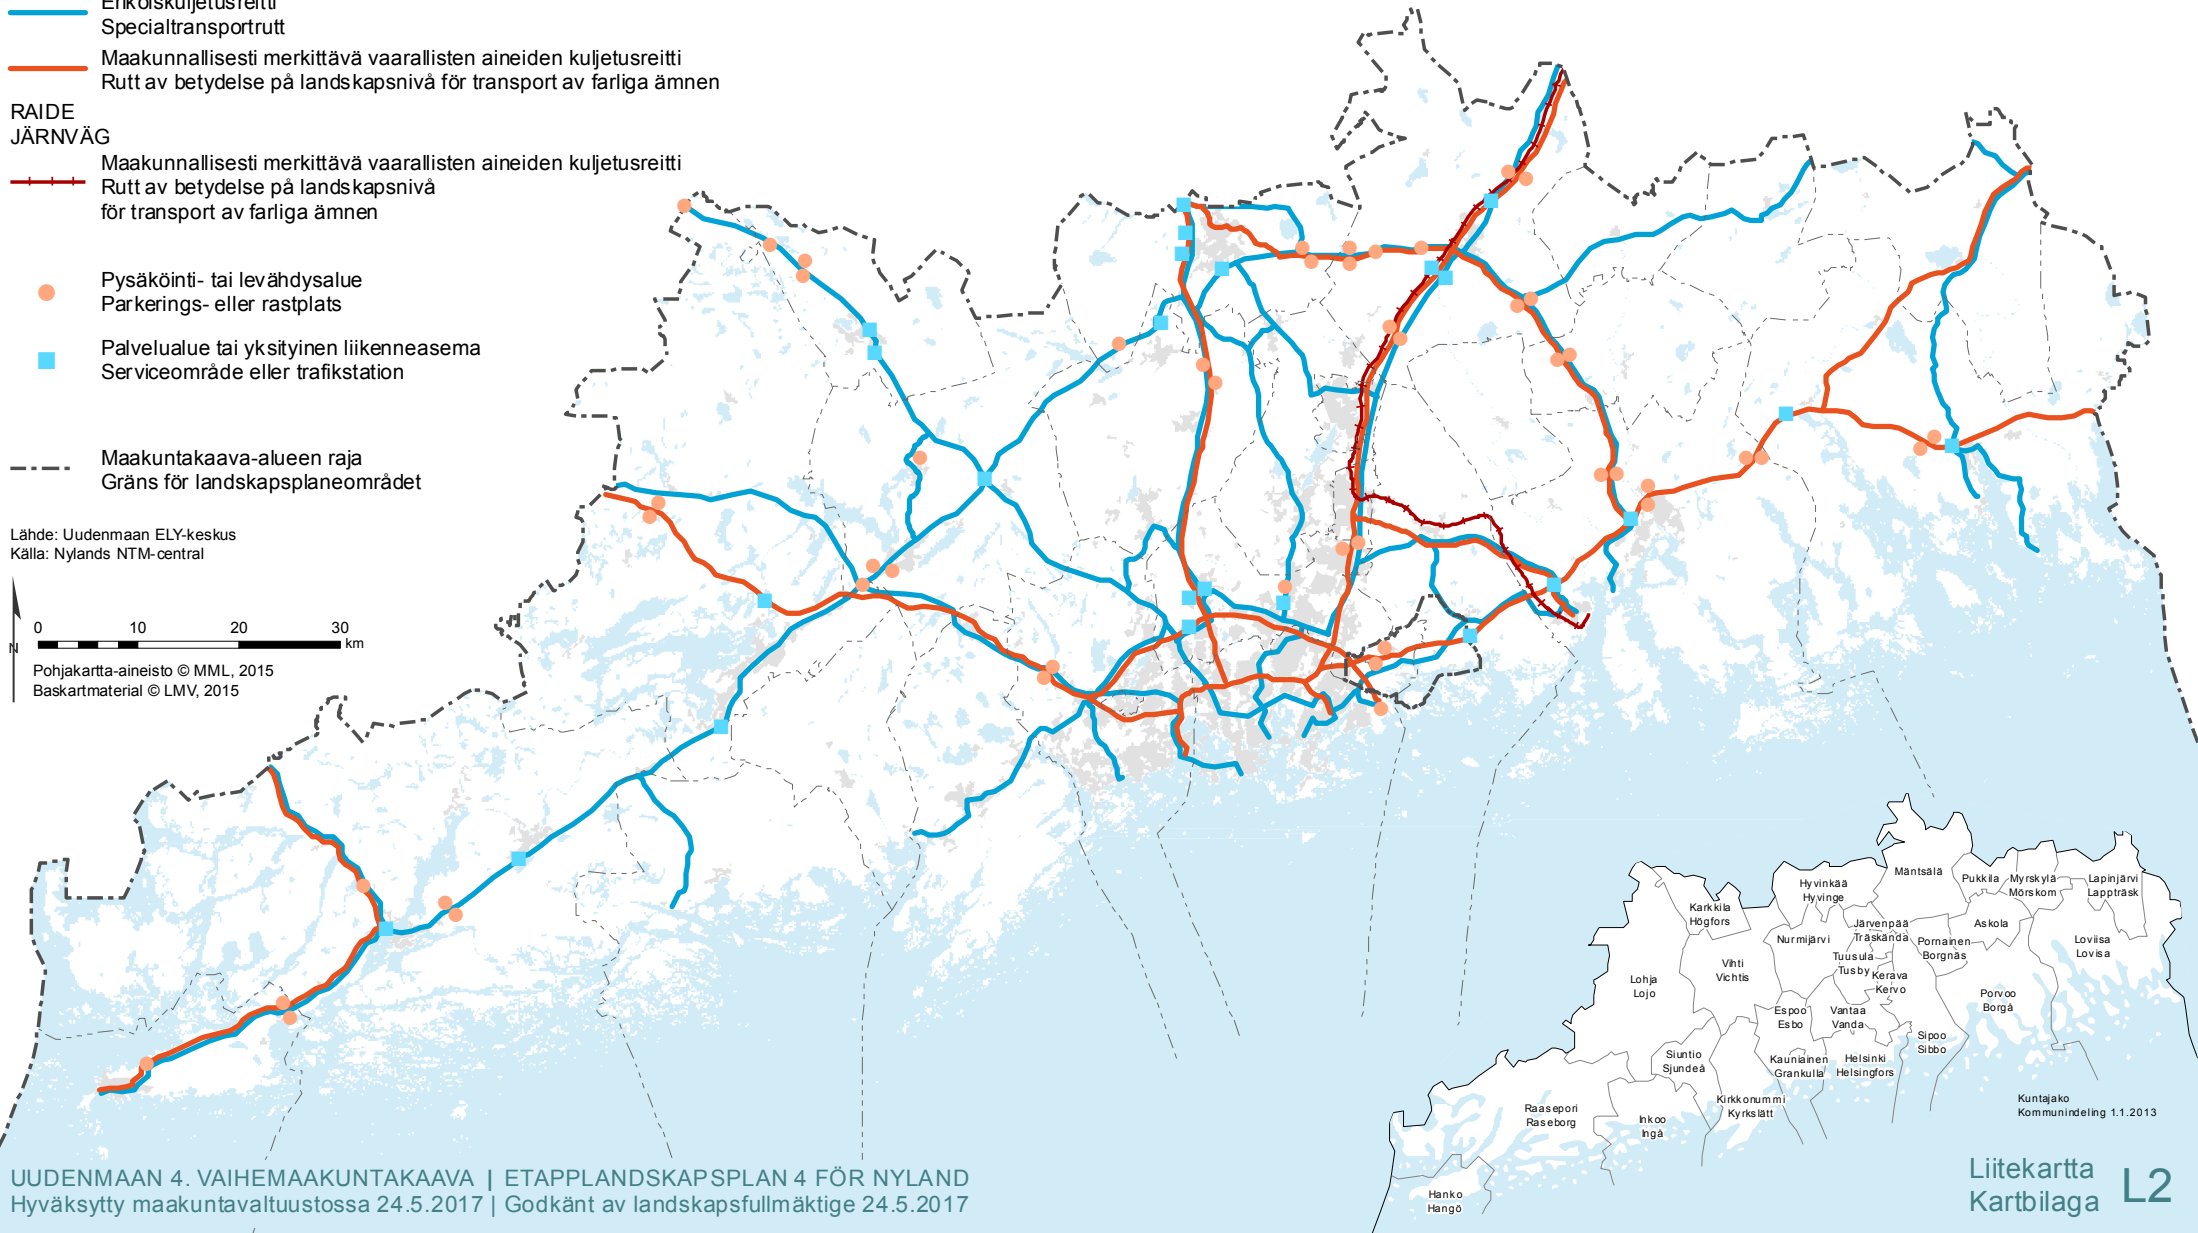 Erikoiskuljetusreitti
Specialtransportrutt
Maakunnallisesti merkittävä vaarallisten aineiden kuljetusreitti
Rutt av betydelse på landskapsnivå för transport av farliga ämnen
RAIDE
JÄRNVÄG
Maakunnallisesti merkittävä vaarallisten aineiden kuljetusreitti
Rutt av betydelse på landskapsnivå
för transport av farliga ämnen
Pysäköinti- tai levähdysalue
Parkerings- eller rastplats
Palvelualue tai yksityinen liikenneasema
Serviceområde eller trafikstation
Maakuntakaava-alueen raja
Gräns för landskapsplaneområdet
Lähde: Uudenmaan ELY-keskus
Källa: Nylands NTM-central
N
0 10 20 30
km
Pohjakartta-aineisto © MML, 2015
Baskartmaterial © LMV, 2015
Mäntsälä
Pukkila
Myrskylä
Mörskom
Lapinjärvi
Lappträsk
Hyvinkää
Hyvinge
Karkkila
Högfors
Järvenpää
Träskända
Askola
Nurmijärvi
Pornainen
Borgnäs
Loviisa
Lovisa
Vihti
Vichtis
Tuusula
Tusby
Kerava
Kervo
Lohja
Lojo
Porvoo
Borgå
Espoo
Esbo
Vantaa
Vanda
Sipoo
Sibbo
Siuntio
Sjundeå
Kauniainen
Grankulla
Helsinki
Helsingfors
Kirkkonummi
Kyrkslätt
Raasepori
Raseborg
Inkoo
Ingå
Hanko
Hangö
Kuntajako
Kommunindeling 1.1.2013
UUDENMAAN 4. VAIHEMAAKUNTAKAAVA | ETAPPLANDSKAPSPLAN 4 FÖR NYLAND
Hyväksytty maakuntavaltuustossa 24.5.2017 | Godkänt av landskapsfullmäktige 24.5.2017
Liitekartta
Kartbilaga
L2